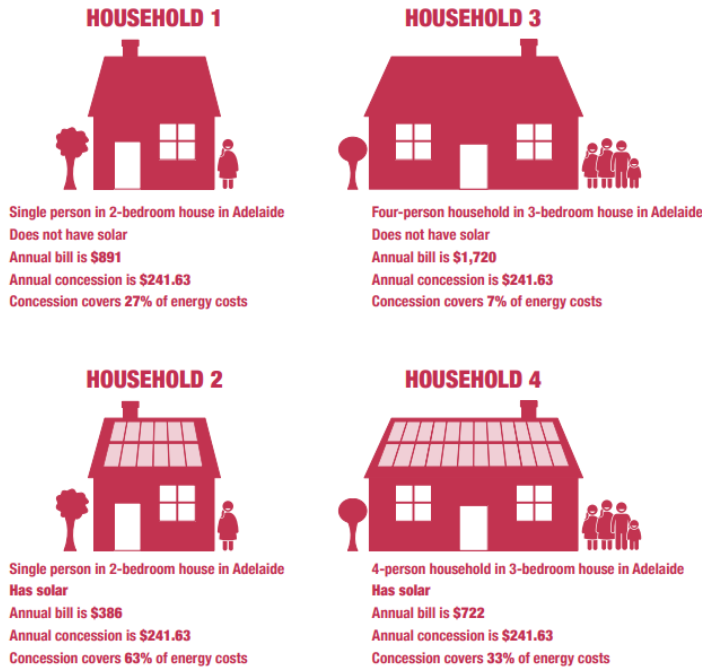 HOUSEHOLD 1
Single person in 2-bedroom house in Adelaide
Does not have solar
Annual bill is $891
Annual concession is $241.63
Concession covers 27% of energy costs
HOUSEHOLD 3
Four-person household in 3-bedroom house in Adelaide
Does not have solar
Annual bill is $1,720
Annual concession is $241.63
Concession covers 7% of energy costs
HOUSEHOLD 2
Single person in 2-bedroom house in Adelaide
Has solar
Annual bill is $386
Annual concession is $241.63
Concession covers 63% of energy costs
HOUSEHOLD 4
4-person household in 3-bedroom house in Adelaide
Has solar
Annual bill is $722
Annual concession is $241.63
Concession covers 33% of energy costs